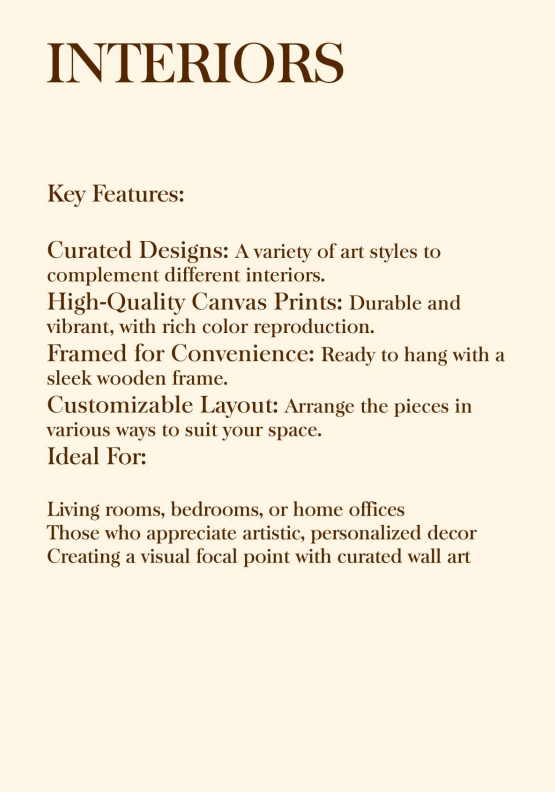 INTERIORS
Key Features:
Curated Designs: A variety of art styles to
complement different interiors.
High-Quality Canvas Prints: Durable and
vibrant, with rich color reproduction.
Framed for Convenience: Ready to hang with a
sleek wooden frame.
Customizable Layout: Arrange the pieces in
various ways to suit your space.
Ideal For:
Living rooms, bedrooms, or home offices
Those who appreciate artistic, personalized decor
Creating a visual focal point with curated wall art